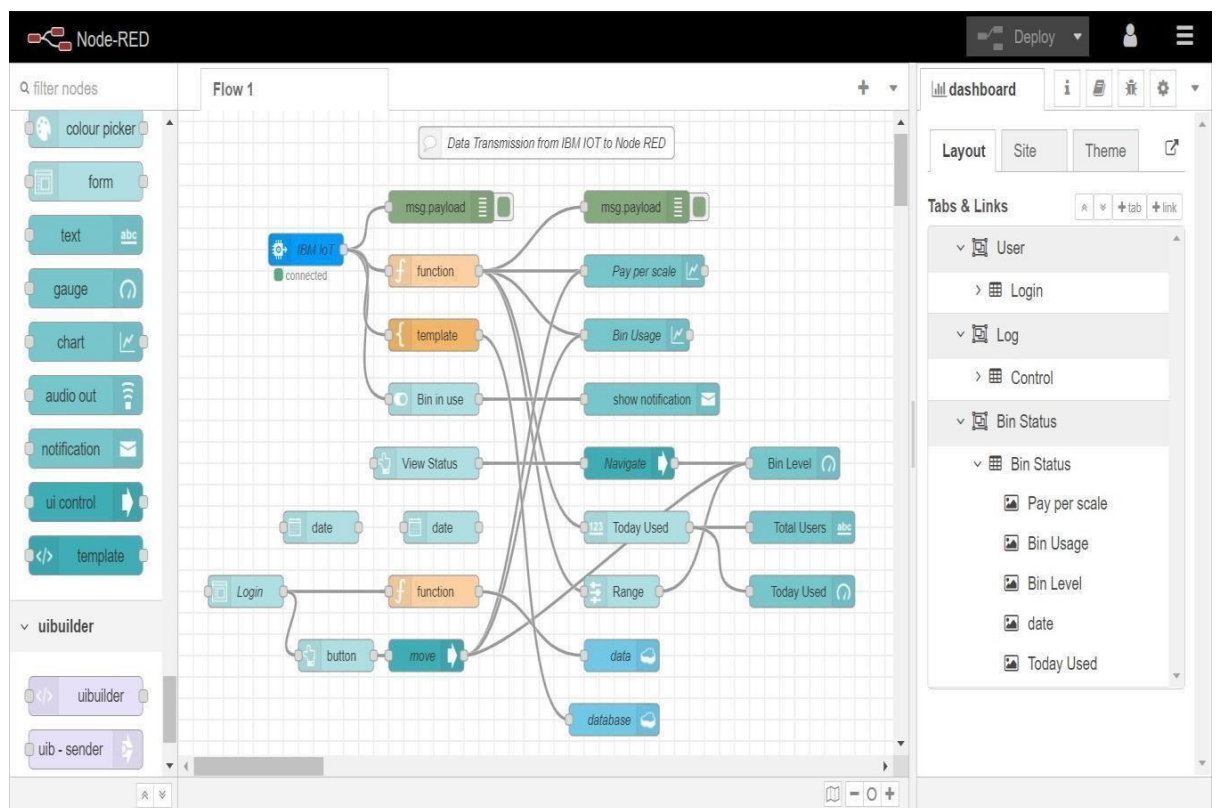 Node-RED
Deploy
filter nodes
colour picker
form
text
abc
gauge
chart
audio out
notification
ui control
template
uibuilder
uibuilder
uib - sender
Flow 1
Data Transmission from IBM IOT to Node RED
msg.payload
msg.payload
IBM IoT
connected
function
Pay per scale
template
Bin Usage
Bin in use
show notification
View Status
Navigate
Bin Level
date
date
123 Today Used
Total Users abc
Login
function
Range
Today Used
button
move
data
database
dashboard
i
Layout
Site
Theme
Tabs & Links
+tab
+link
User
Login
Log
Control
Bin Status
Bin Status
Pay per scale
Bin Usage
Bin Level
date
Today Used